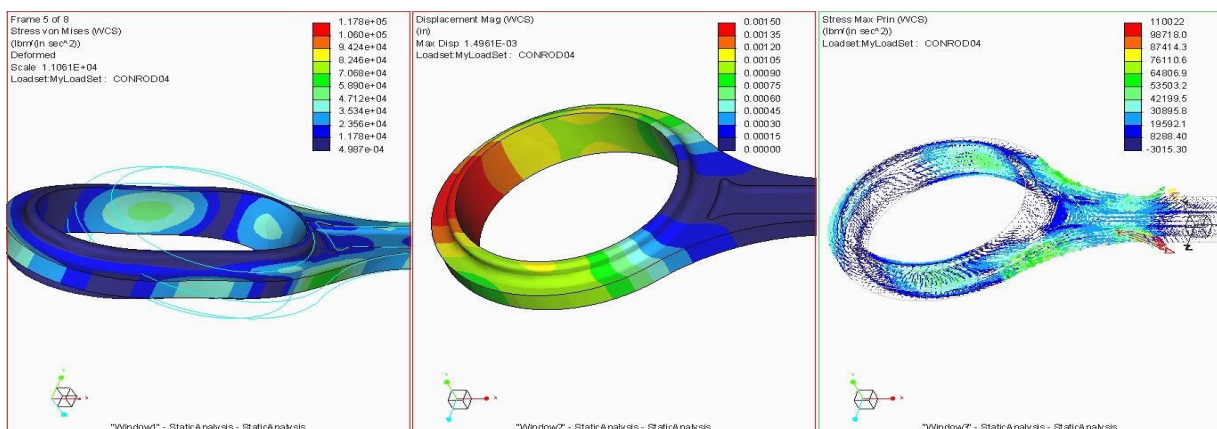 Frame 5 of 8
Stress von Mises (WCS)
(lbm/(in sec^2))
Deformed
Scale 1.1061E+04
Loadset:MyLoadSet : CONROD04
1.178e+05
1.060e+05
9.424e+04
8.246e+04
7.068e+04
5.890e+04
4.712e+04
3.534e+04
2.356e+04
1.178e+04
4.987e-04
"Window1" - StaticAnalysis - StaticAnalysis
Displacement Mag (WCS)
(in)
Max Disp 1.4961E-03
Loadset:MyLoadSet : CONROD04
0.00150
0.00135
0.00120
0.00105
0.00090
0.00075
0.00060
0.00045
0.00030
0.00015
0.00000
"Window2" - StaticAnalysis - StaticAnalysis
Stress Max Prin (WCS)
(lbm/(in sec^2))
Loadset:MyLoadSet : CONROD04
110022
98718.0
87414.3
76110.6
64806.9
53503.2
42199.5
30895.8
19592.1
8288.40
-3015.30
Z
"Window3" - StaticAnalysis - StaticAnalysis